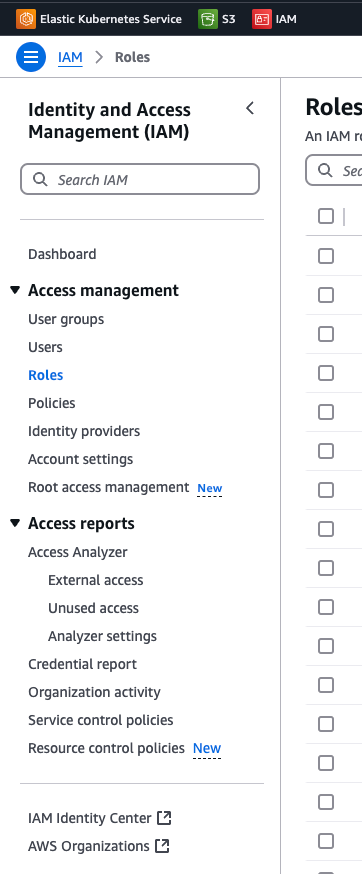 Elastic Kubernetes Service S3 IAM
IAM Roles
Identity and Access
Management (IAM)
Search IAM
Dashboard
Access management
User groups
Users
Roles
Policies
Identity providers
Account settings
Root access management New
Access reports
Access Analyzer
External access
Unused access
Analyzer settings
Credential report
Organization activity
Service control policies
Resource control policies New
IAM Identity Center
AWS Organizations
Roles
An IAM ro
Sea